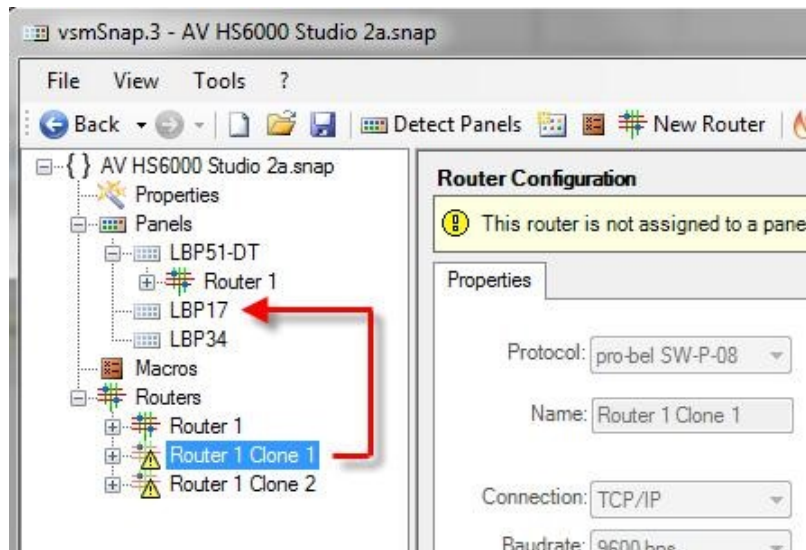 vsmSnap.3 - AV HS6000 Studio 2a.snap
File View Tools ?
Back Detect Panels New Router
{ } AV HS6000 Studio 2a.snap
Properties
Panels
LBP51-DT
Router 1
LBP17
LBP34
Macros
Routers
Router 1
Router 1 Clone 1
Router 1 Clone 2
Router Configuration
This router is not assigned to a pane
Properties
Protocol: pro-bel SW-P-08
Name: Router 1 Clone 1
Connection: TCP/IP
Baudrate: 9600 bps